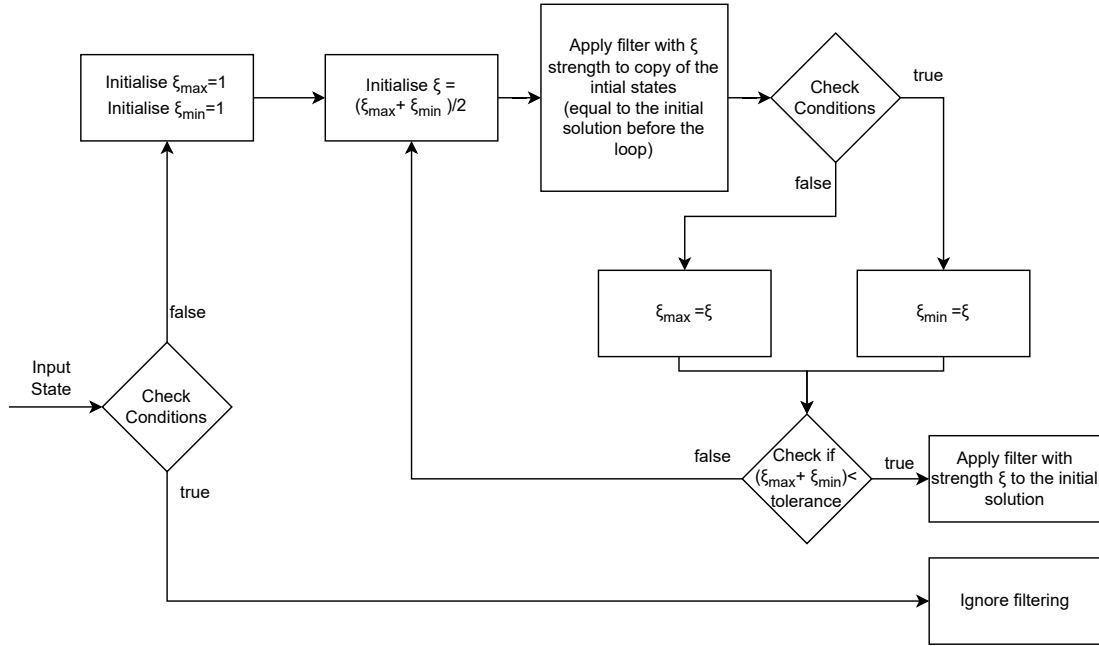 Initialise ξmax=1
Initialise ξmin=1
Initialise ξ =
(ξmax+ ξmin )/2
Apply filter with ξ
strength to copy of the
intial states
(equal to the initial
solution before the
loop)
Check
Conditions
true
false
ξmax =ξ
ξmin =ξ
false
Input
State
Check
Conditions
true
false
Check if
(ξmax+ ξmin)<
tolerance
true
Apply filter with
strength ξ to the initial
solution
Ignore filtering